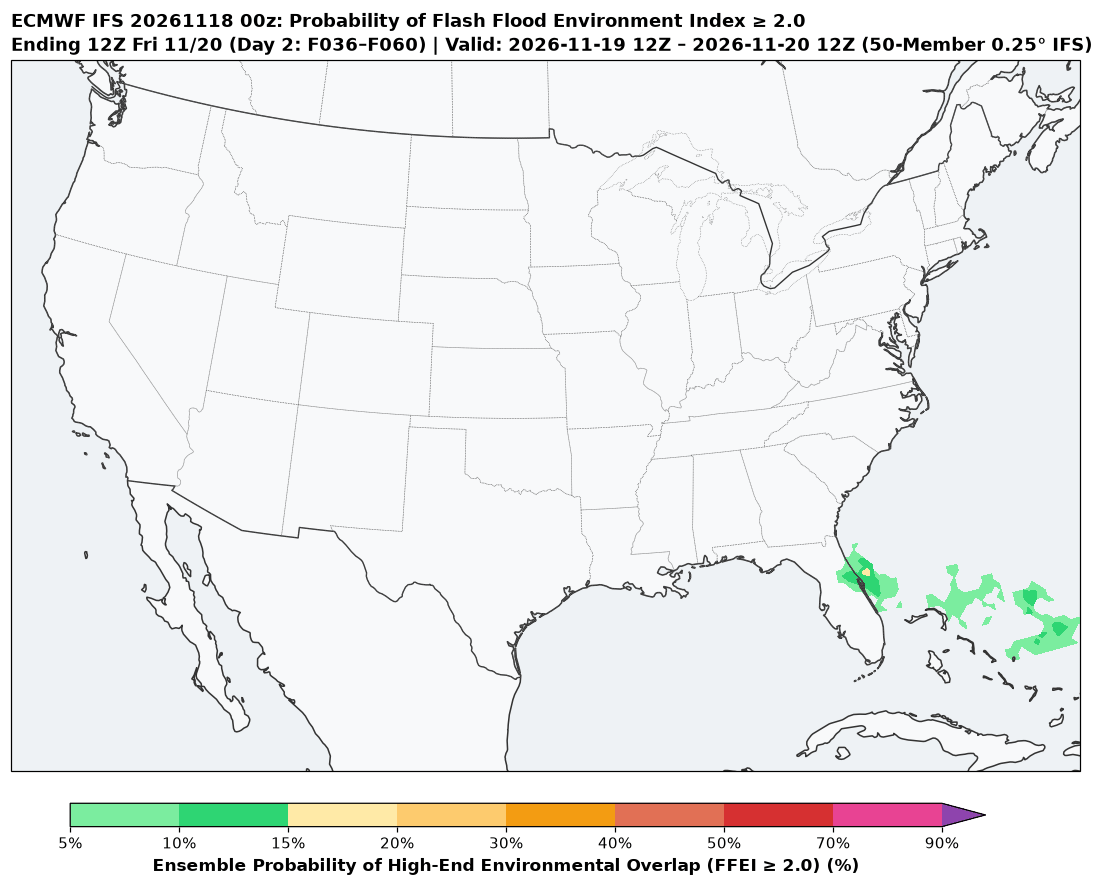 ECMWF IFS 20261118 00z: Probability of Flash Flood Environment Index ≥ 2.0
Ending 12Z Fri 11/20 (Day 2: F036–F060) | Valid: 2026-11-19 12Z – 2026-11-20 12Z (50-Member 0.25° IFS)
5% 10% 15% 20% 30% 40% 50% 70% 90%
Ensemble Probability of High-End Environmental Overlap (FFEI ≥ 2.0) (%)